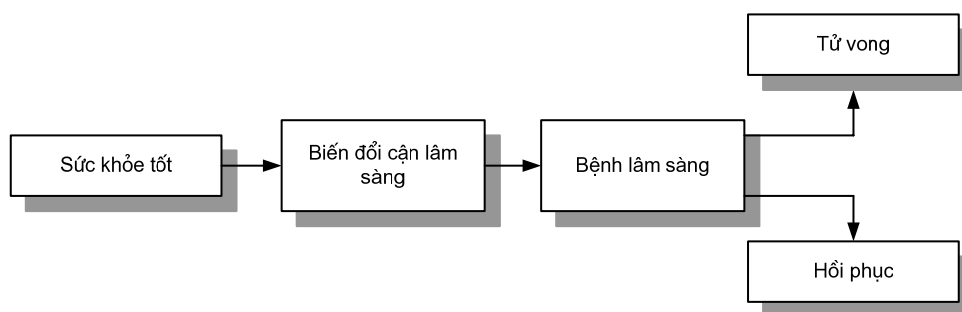 Tử vong
Sức khỏe tốt
Biến đổi cận lâm
sàng
Bệnh lâm sàng
Hồi phục